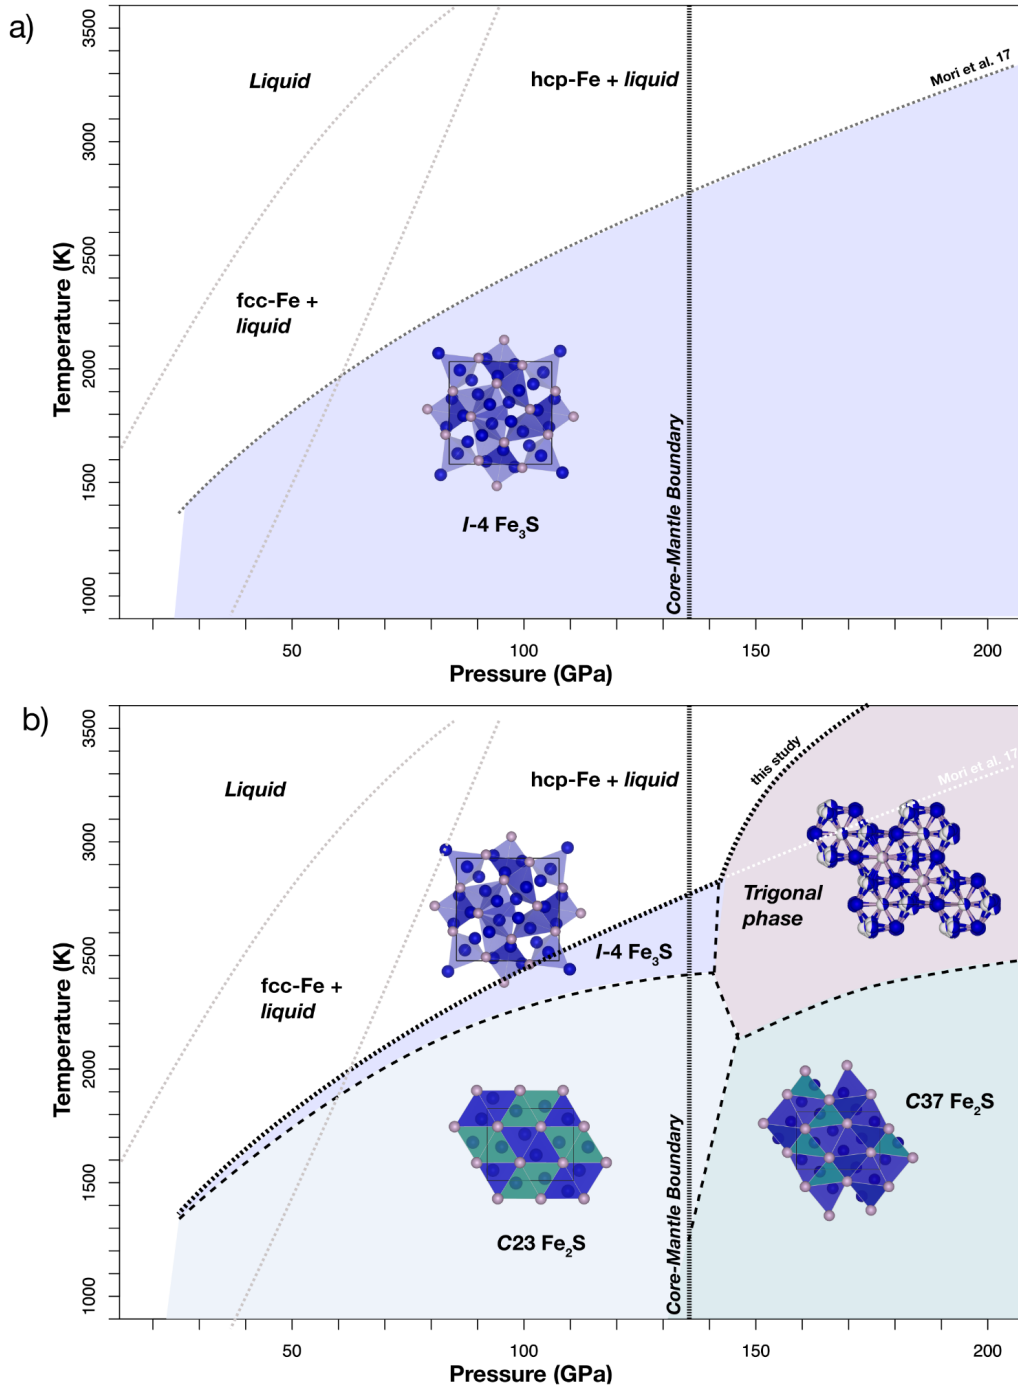 a)
3500
3000
2500
2000
1500
1000
Temperature (K)
Liquid
hcp-Fe + liquid
Mori et al. 17
fcc-Fe +
liquid
I-4 Fe₃S
Core-Mantle Boundary
50
100
150
200
Pressure (GPa)
b)
3500
3000
2500
2000
1500
1000
Temperature (K)
Liquid
hcp-Fe + liquid
this study
Mori et al. 17
Trigonal
phase
I-4 Fe₃S
fcc-Fe +
liquid
C37 Fe₂S
C23 Fe₂S
Core-Mantle Boundary
50
100
150
200
Pressure (GPa)